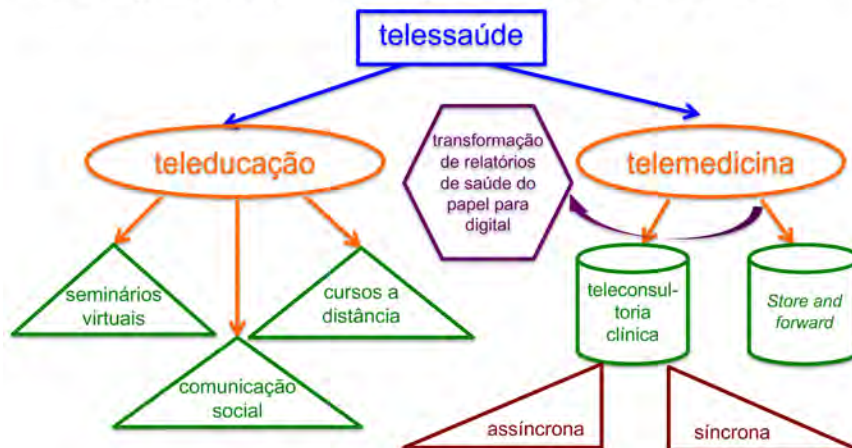 telessaúde
teleducação
transformação
de relatórios
de saúde do
papel para
digital
telemedicina
seminários
virtuais
cursos a
distância
comunicação
social
teleconsul-
toria
clínica
Store and
forward
assíncrona
síncrona